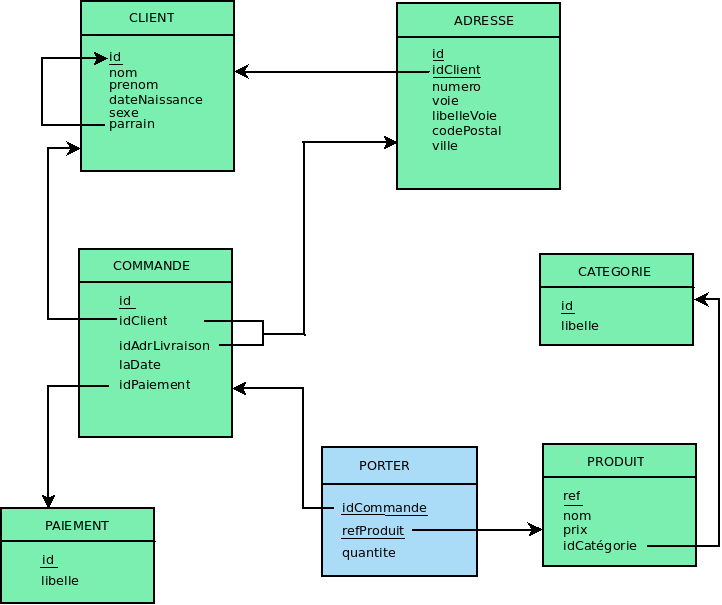 CLIENT
id
nom
prenom
dateNaissance
sexe
parrain
ADRESSE
id
idClient
numero
voie
libelleVoie
codePostal
ville
COMMANDE
id
idClient
idAdrLivraison
laDate
idPaiement
CATEGORIE
id
libelle
PORTER
idCommande
refProduit
quantite
PRODUIT
ref
nom
prix
idCatégorie
PAIEMENT
id
libelle